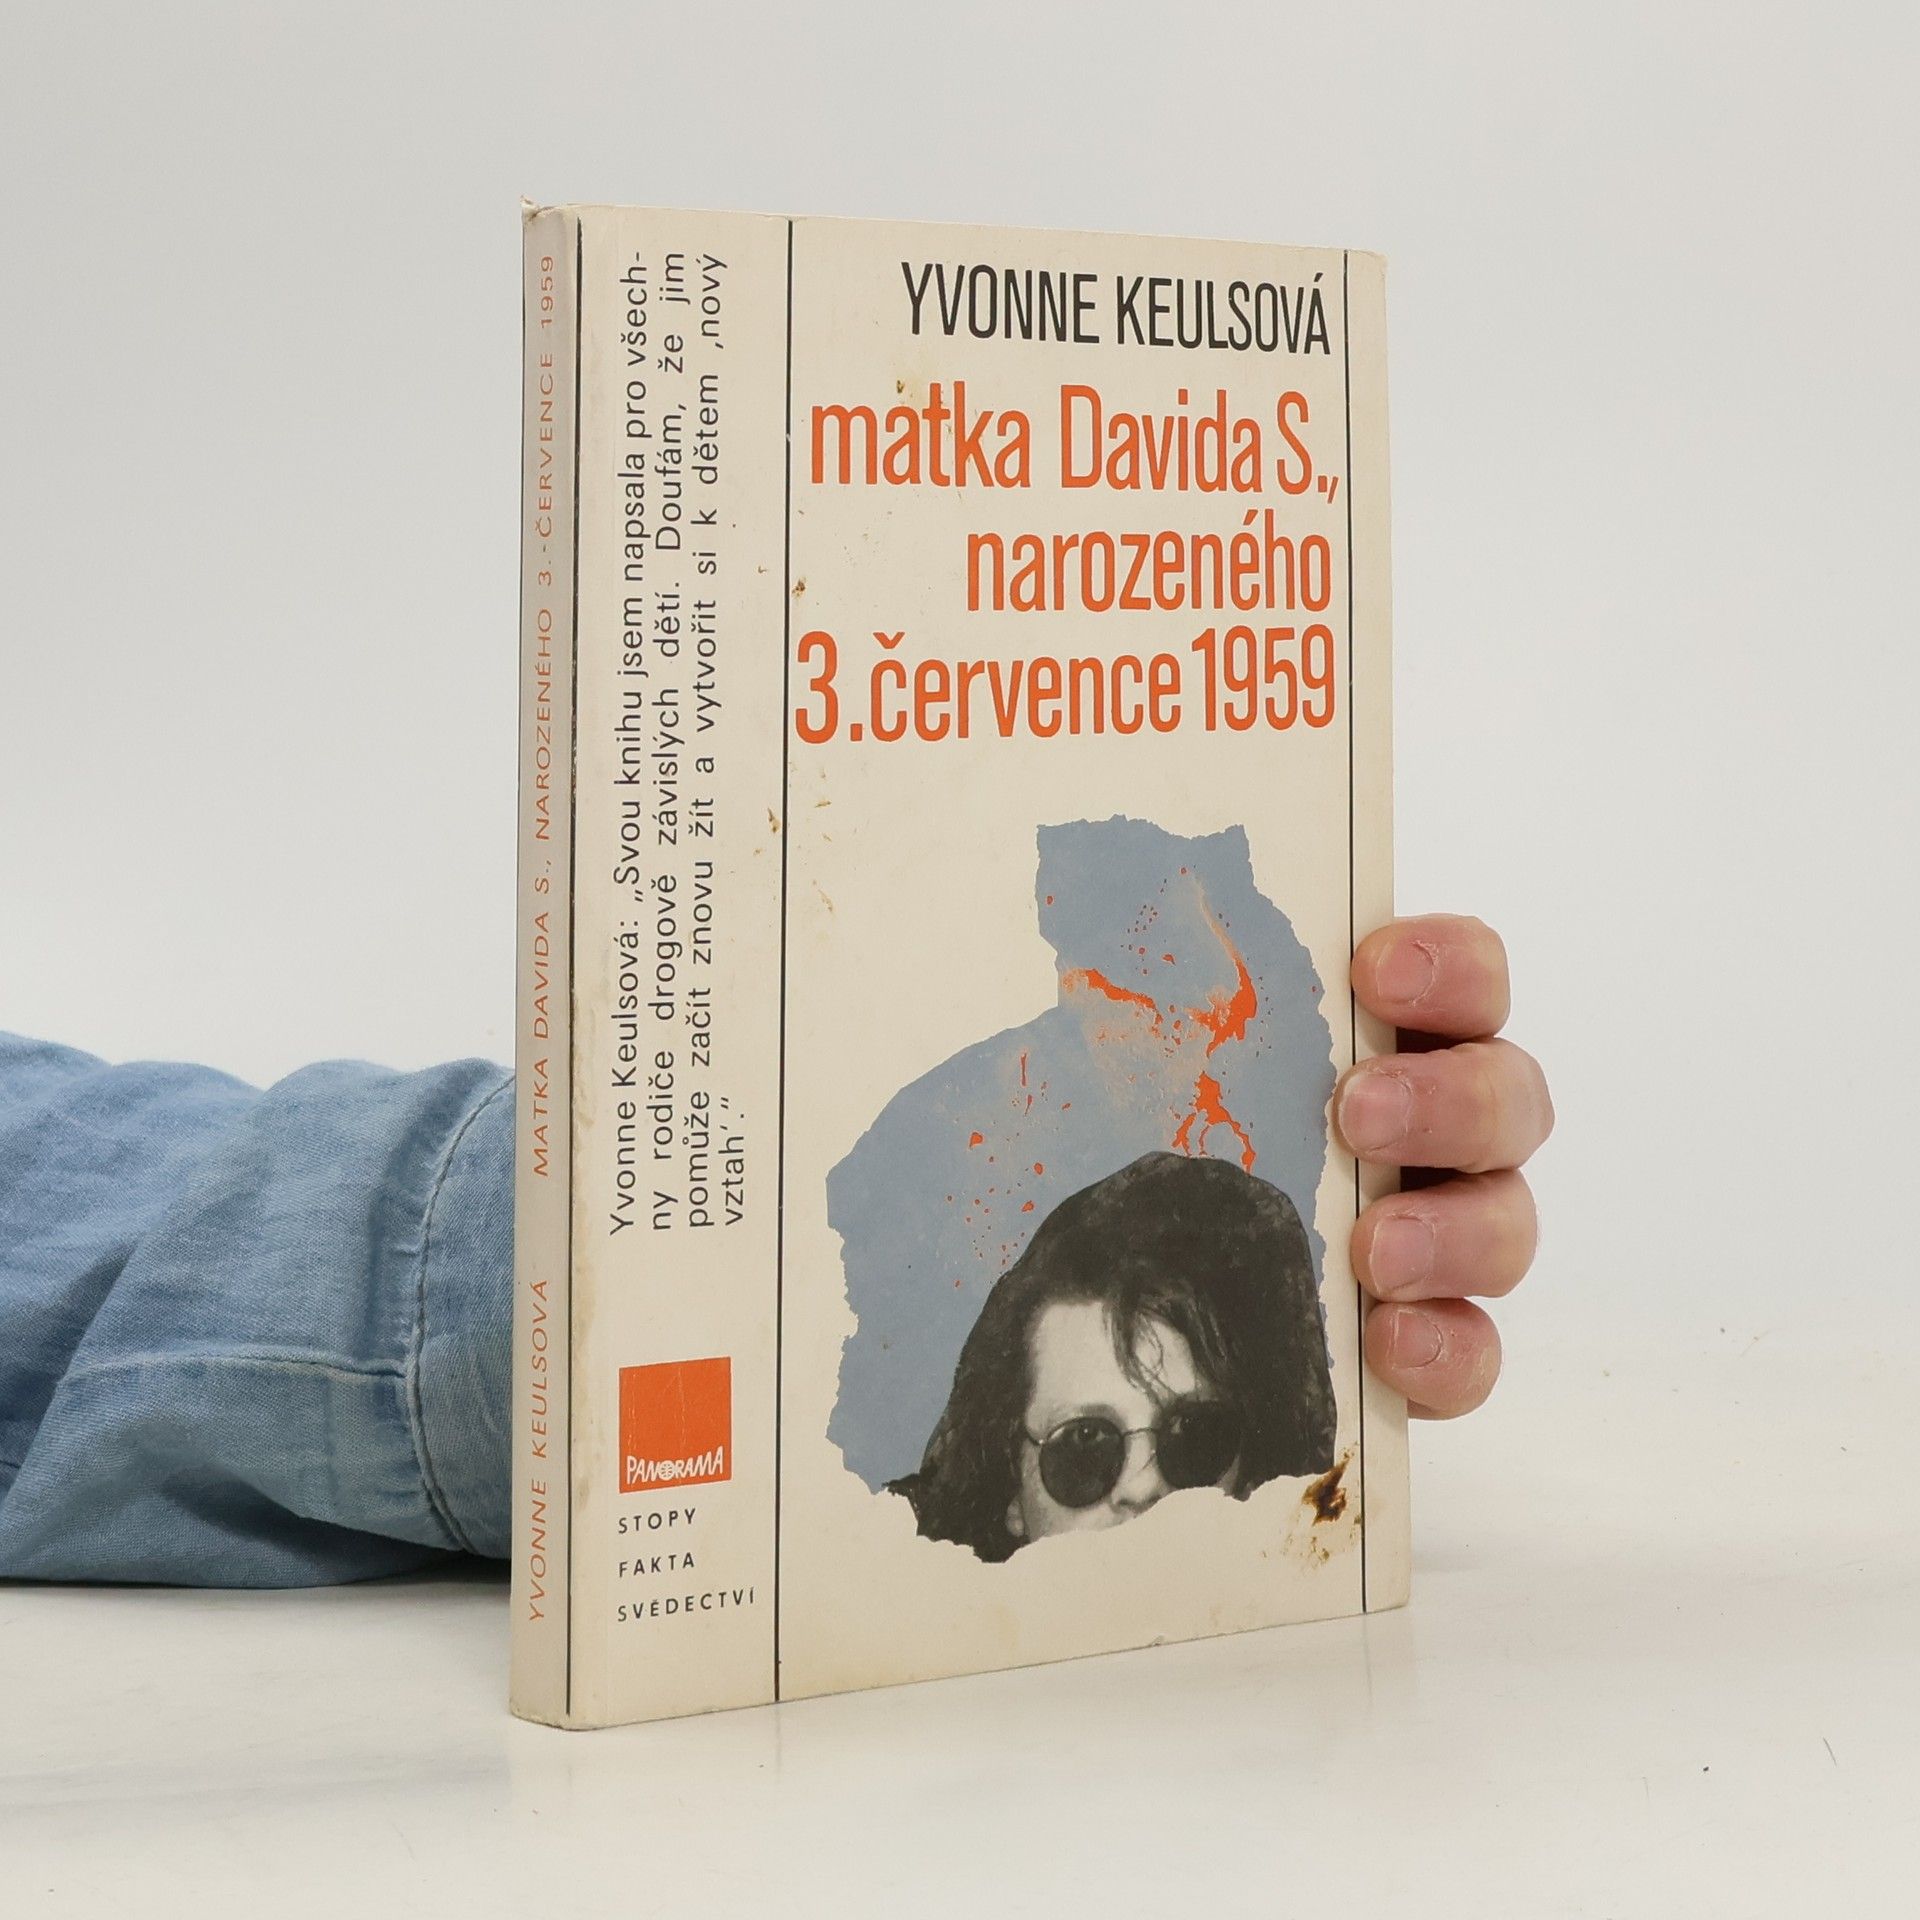 YVONNE KEULSOVÁ
matka Davida S.,
narozeného
3. července 1959
Yvonne Keulsová: „Svou knihu jsem napsala pro všech-
ny rodiče drogově závislých dětí. Doufám, že jim
pomůže začít znovu žít a vytvořit si k dětem ‚nový
vztah‘.“
PANORAMA
STOPY
FAKTA
SVĚDECTVÍ
YVONNE KEULSOVÁ MATKA DAVIDA S., NAROZENÉHO 3. ČERVENCE 1959